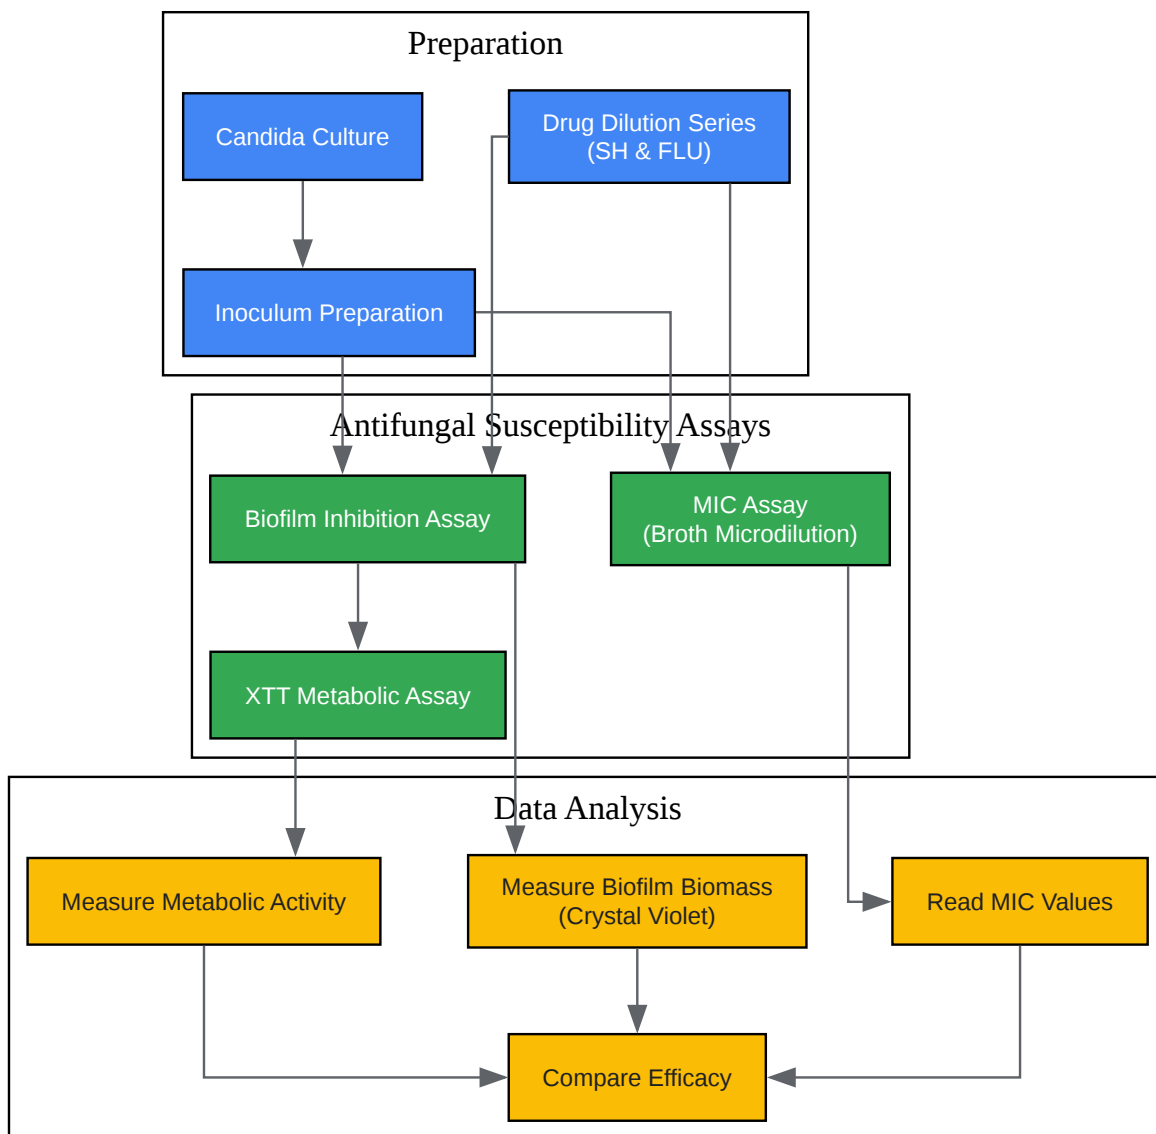 Preparation
Candida Culture
Drug Dilution Series
(SH & FLU)
Inoculum Preparation
Antifungal Susceptibility Assays
Biofilm Inhibition Assay
MIC Assay
(Broth Microdilution)
XTT Metabolic Assay
Data Analysis
Measure Metabolic Activity
Measure Biofilm Biomass
(Crystal Violet)
Read MIC Values
Compare Efficacy